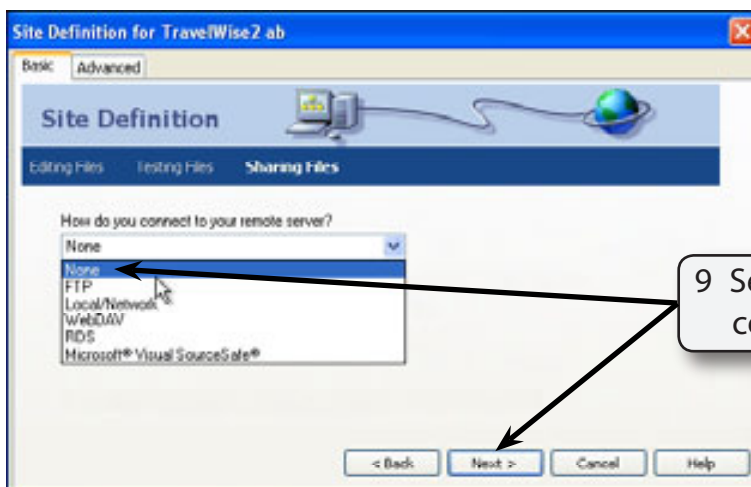 Site Definition for TravelWise2 ab
Basic Advanced
Site Definition
Editing Files Testing Files Sharing Files
How do you connect to your remote server?
None
None
FTP
Local/Network
WebDAV
RDS
Microsoft® Visual SourceSafe®
9
< Back Next > Cancel Help